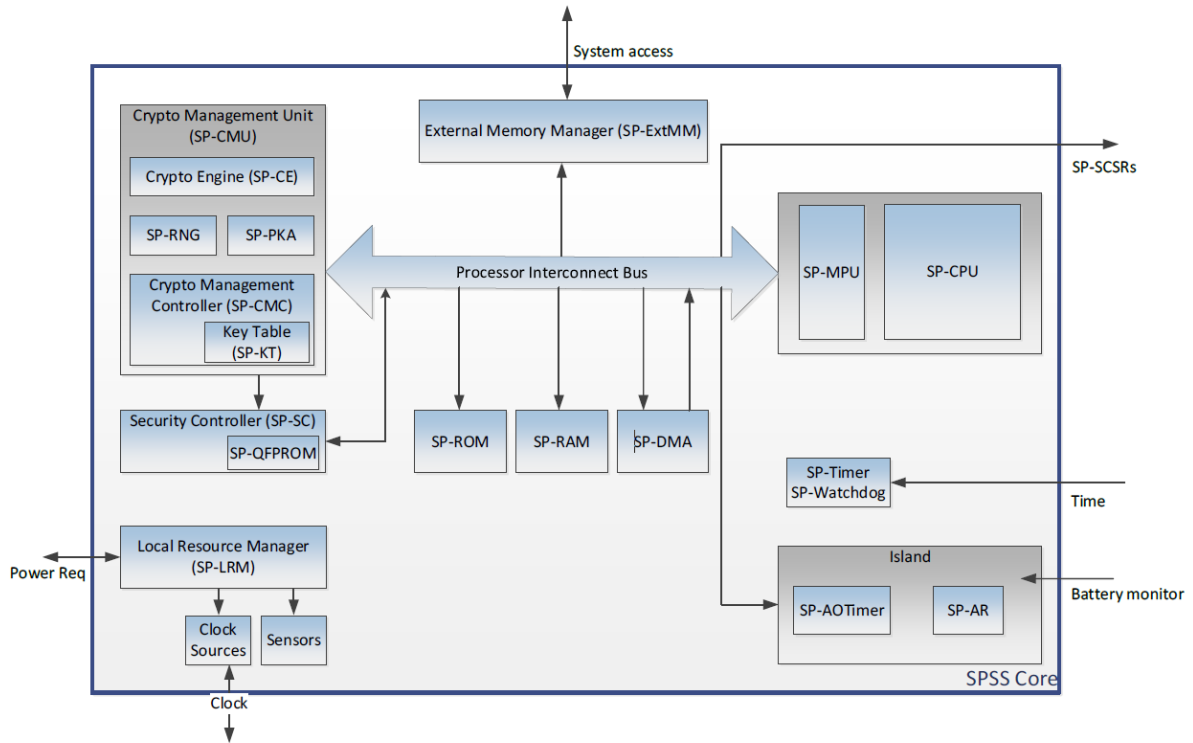 System access
Crypto Management Unit
(SP-CMU)
External Memory Manager (SP-ExtMM)
SP-SCSRs
Crypto Engine (SP-CE)
SP-RNG
SP-PKA
Processor Interconnect Bus
SP-MPU
SP-CPU
Crypto Management
Controller (SP-CMC)
Key Table
(SP-KT)
Security Controller (SP-SC)
SP-QFPROM
SP-ROM
SP-RAM
SP-DMA
SP-Timer
SP-Watchdog
Time
Local Resource Manager
(SP-LRM)
Power Req
Island
Battery monitor
SP-AOTimer
SP-AR
Clock
Sources
Sensors
SPSS Core
Clock